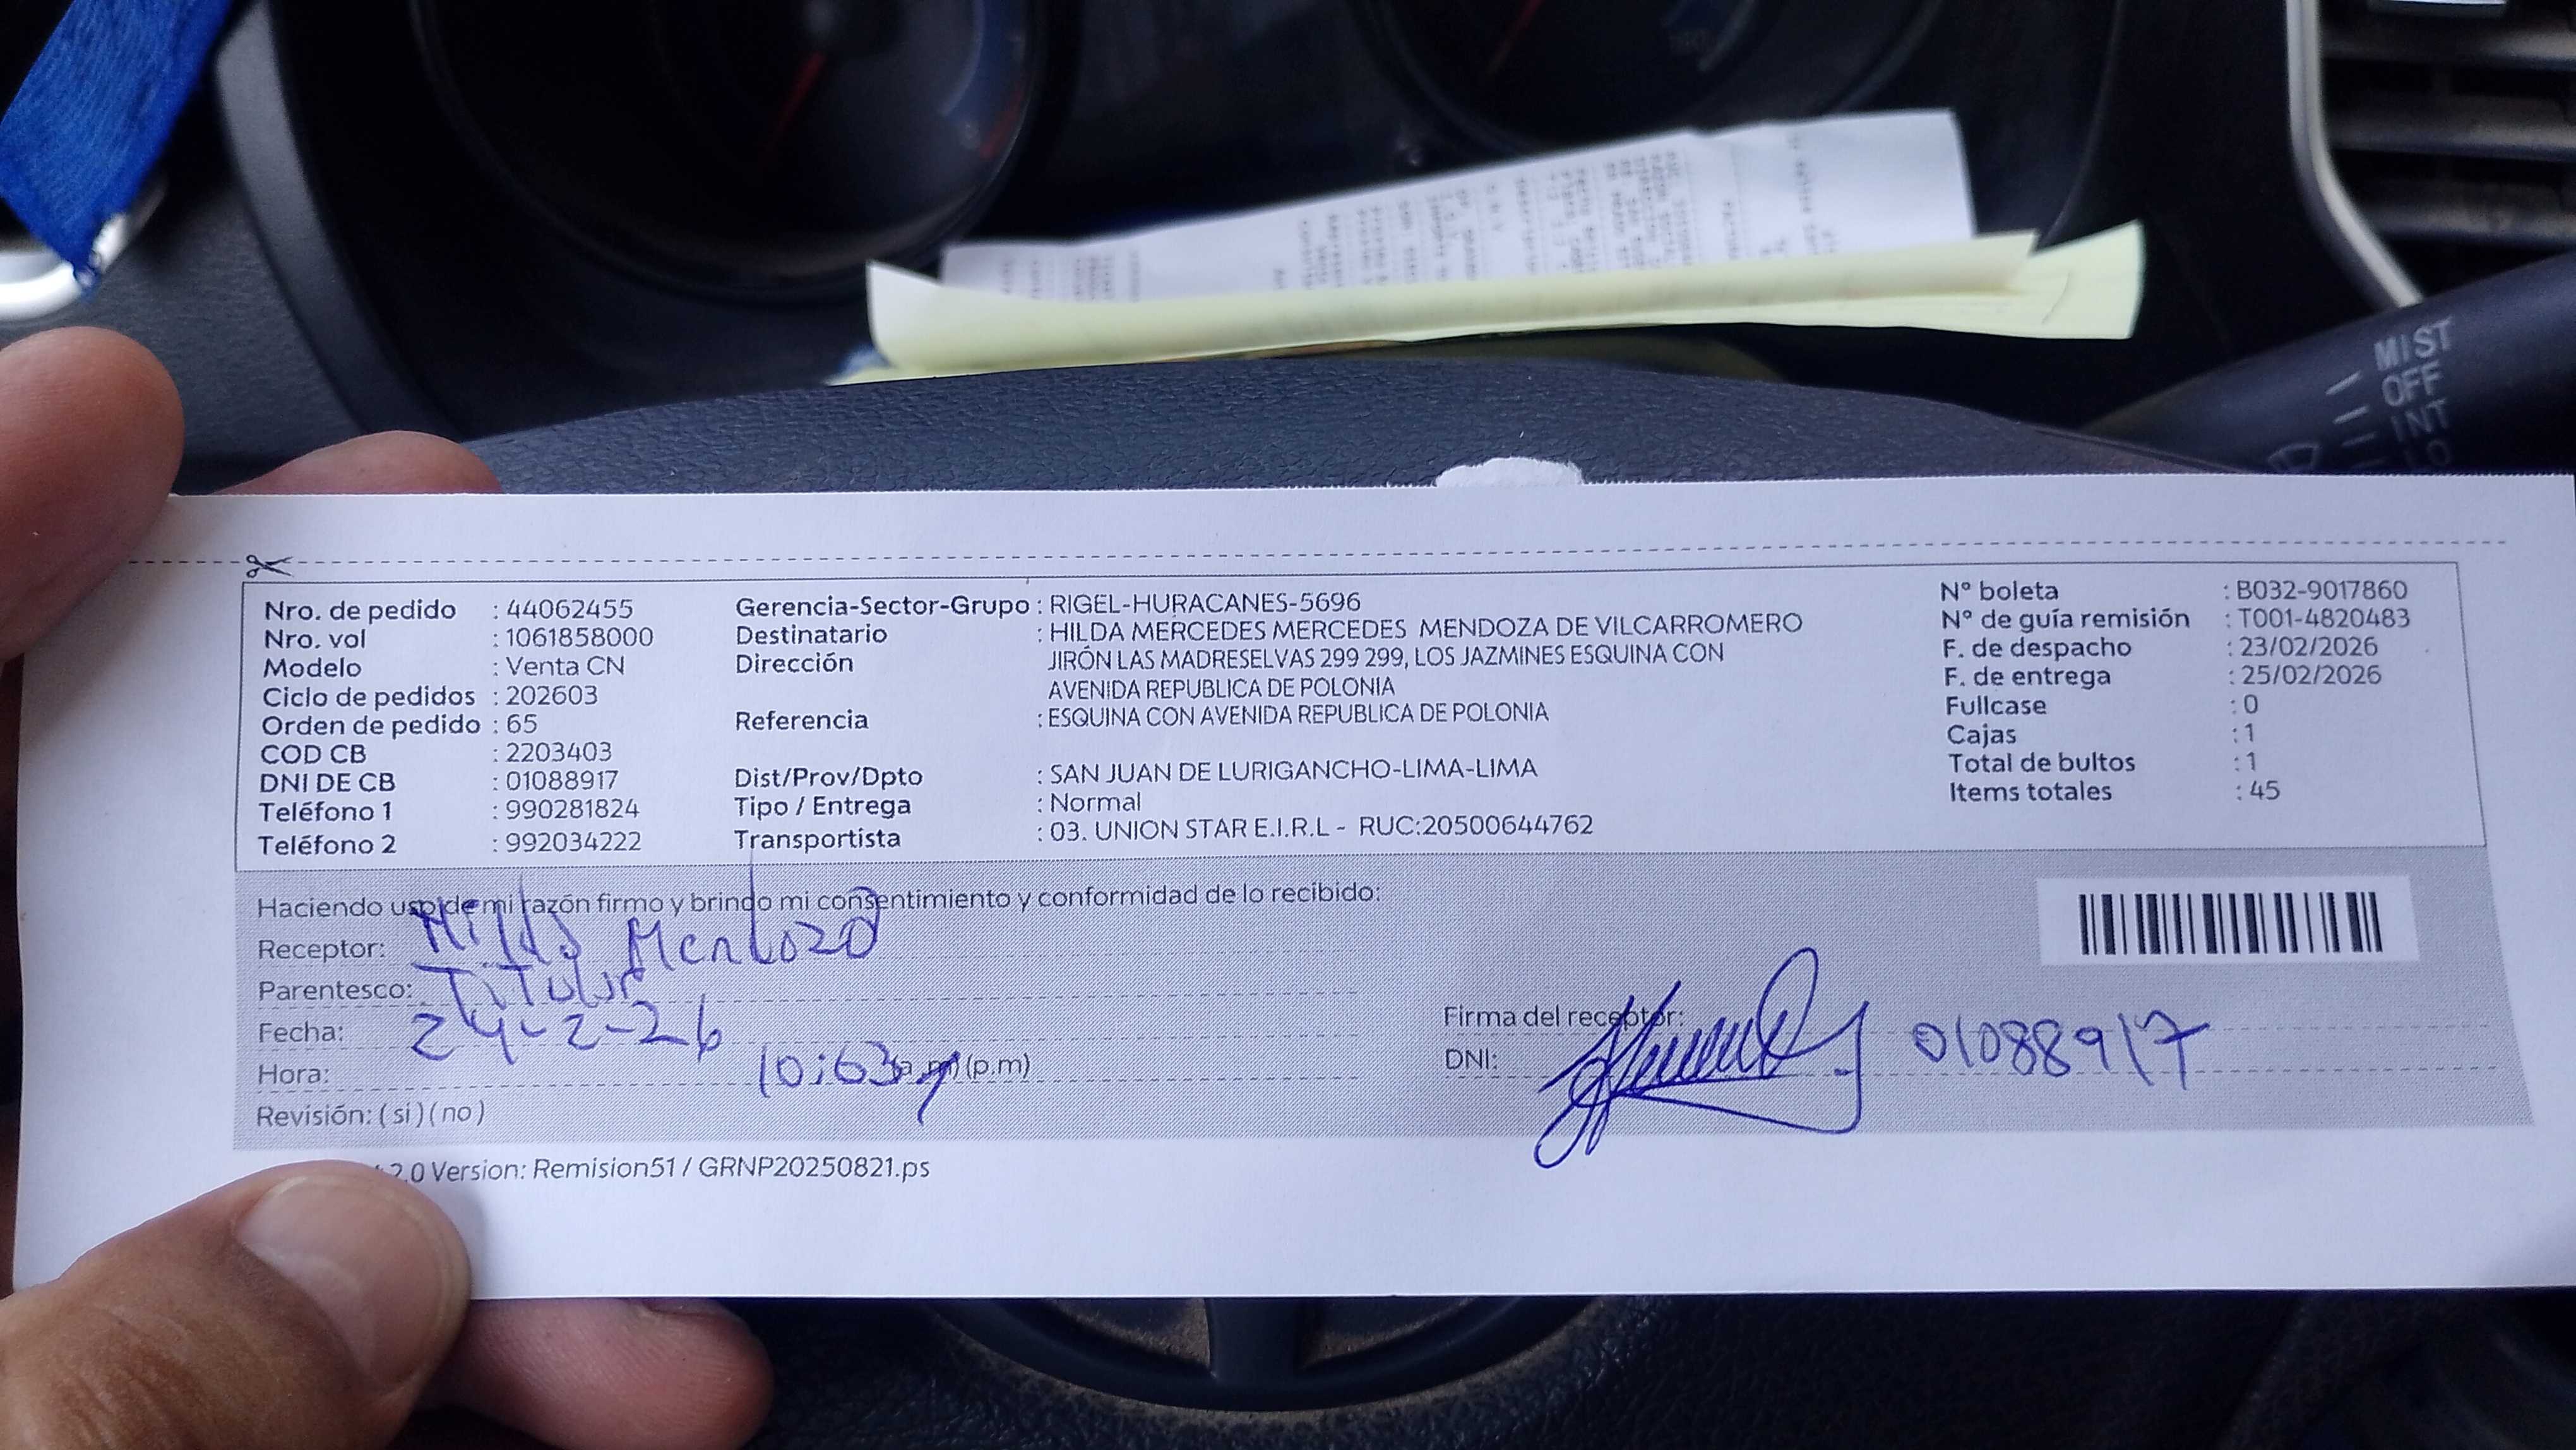 MIST
OFF
INT
LO
Nro. de pedido : 44062455
Nro. vol : 1061858000
Modelo : Venta CN
Ciclo de pedidos : 202603
Orden de pedido : 65
COD CB : 2203403
DNI DE CB : 01088917
Teléfono 1 : 990281824
Teléfono 2 : 992034222
Gerencia-Sector-Grupo : RIGEL-HURACANES-5696
Destinatario : HILDA MERCEDES MERCEDES MENDOZA DE VILCARROMERO
Dirección JIRÓN LAS MADRESELVAS 299 299, LOS JAZMINES ESQUINA CON
AVENIDA REPUBLICA DE POLONIA
Referencia : ESQUINA CON AVENIDA REPUBLICA DE POLONIA
Dist/Prov/Dpto : SAN JUAN DE LURIGANCHO-LIMA-LIMA
Tipo / Entrega : Normal
Transportista : 03. UNION STAR E.I.R.L - RUC:20500644762
N° boleta : B032-9017860
N° de guía remisión : T001-4820483
F. de despacho : 23/02/2026
F. de entrega : 25/02/2026
Fullcase : 0
Cajas : 1
Total de bultos : 1
Items totales : 45
Haciendo uso de mi razón firmo y brindo mi consentimiento y conformidad de lo recibido:
Receptor: Hilda Mendoza
Parentesco: Titular
Fecha: 24-2-26
Hora: 10:03 (a.m) (p.m)
Revisión: (si) (no)
Firma del receptor:
DNI: 01088917
2.0 Version: Remision51 / GRNP20250821.ps